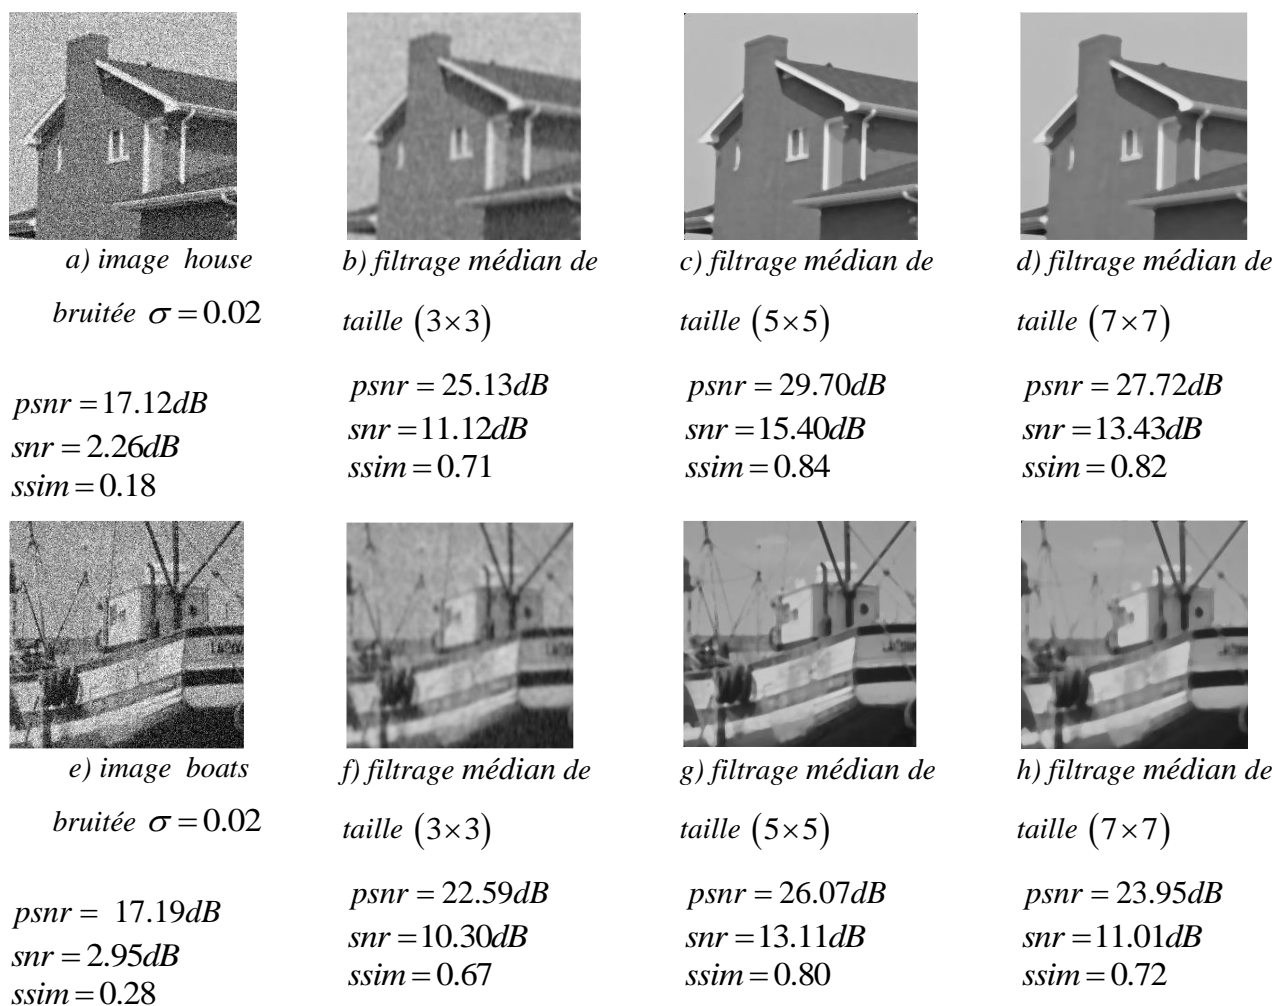 a) image house
bruitée σ = 0.02
psnr = 17.12dB
snr = 2.26dB
ssim = 0.18
b) filtrage médian de
taille (3×3)
psnr = 25.13dB
snr = 11.12dB
ssim = 0.71
c) filtrage médian de
taille (5×5)
psnr = 29.70dB
snr = 15.40dB
ssim = 0.84
d) filtrage médian de
taille (7×7)
psnr = 27.72dB
snr = 13.43dB
ssim = 0.82
e) image boats
bruitée σ = 0.02
psnr = 17.19dB
snr = 2.95dB
ssim = 0.28
f) filtrage médian de
taille (3×3)
psnr = 22.59dB
snr = 10.30dB
ssim = 0.67
g) filtrage médian de
taille (5×5)
psnr = 26.07dB
snr = 13.11dB
ssim = 0.80
h) filtrage médian de
taille (7×7)
psnr = 23.95dB
snr = 11.01dB
ssim = 0.72